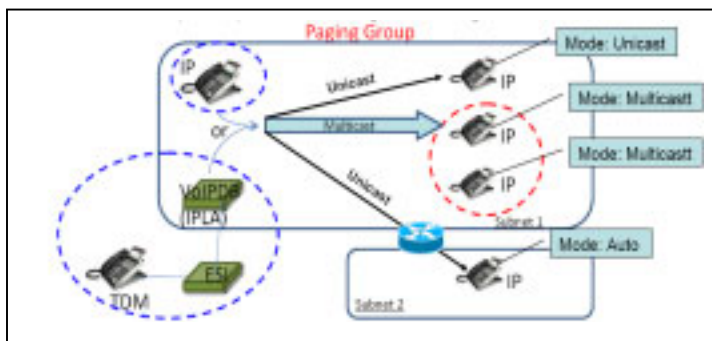 Paging Group
IP
Mode: Unicast
Unicast
IP
Mode: Multicastt
or
Multicast
IP
Mode: Multicastt
VoIPDB
(IPLA)
Unicast
IP
Subnet 1
Mode: Auto
ESI
TDM
IP
Subnet 2